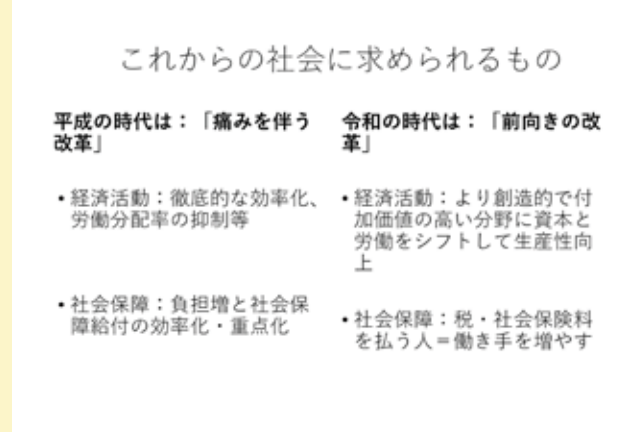 これからの社会に求められるもの
平成の時代は：「痛みを伴う
改革」
・経済活動：徹底的な効率化、
労働分配率の抑制等
・社会保障：負担増と社会保
障給付の効率化・重点化
令和の時代は：「前向きの改
革」
・経済活動：より創造的で付
加価値の高い分野に資本と
労働をシフトして生産性向
上
・社会保障：税・社会保険料
を払う人＝働き手を増やす